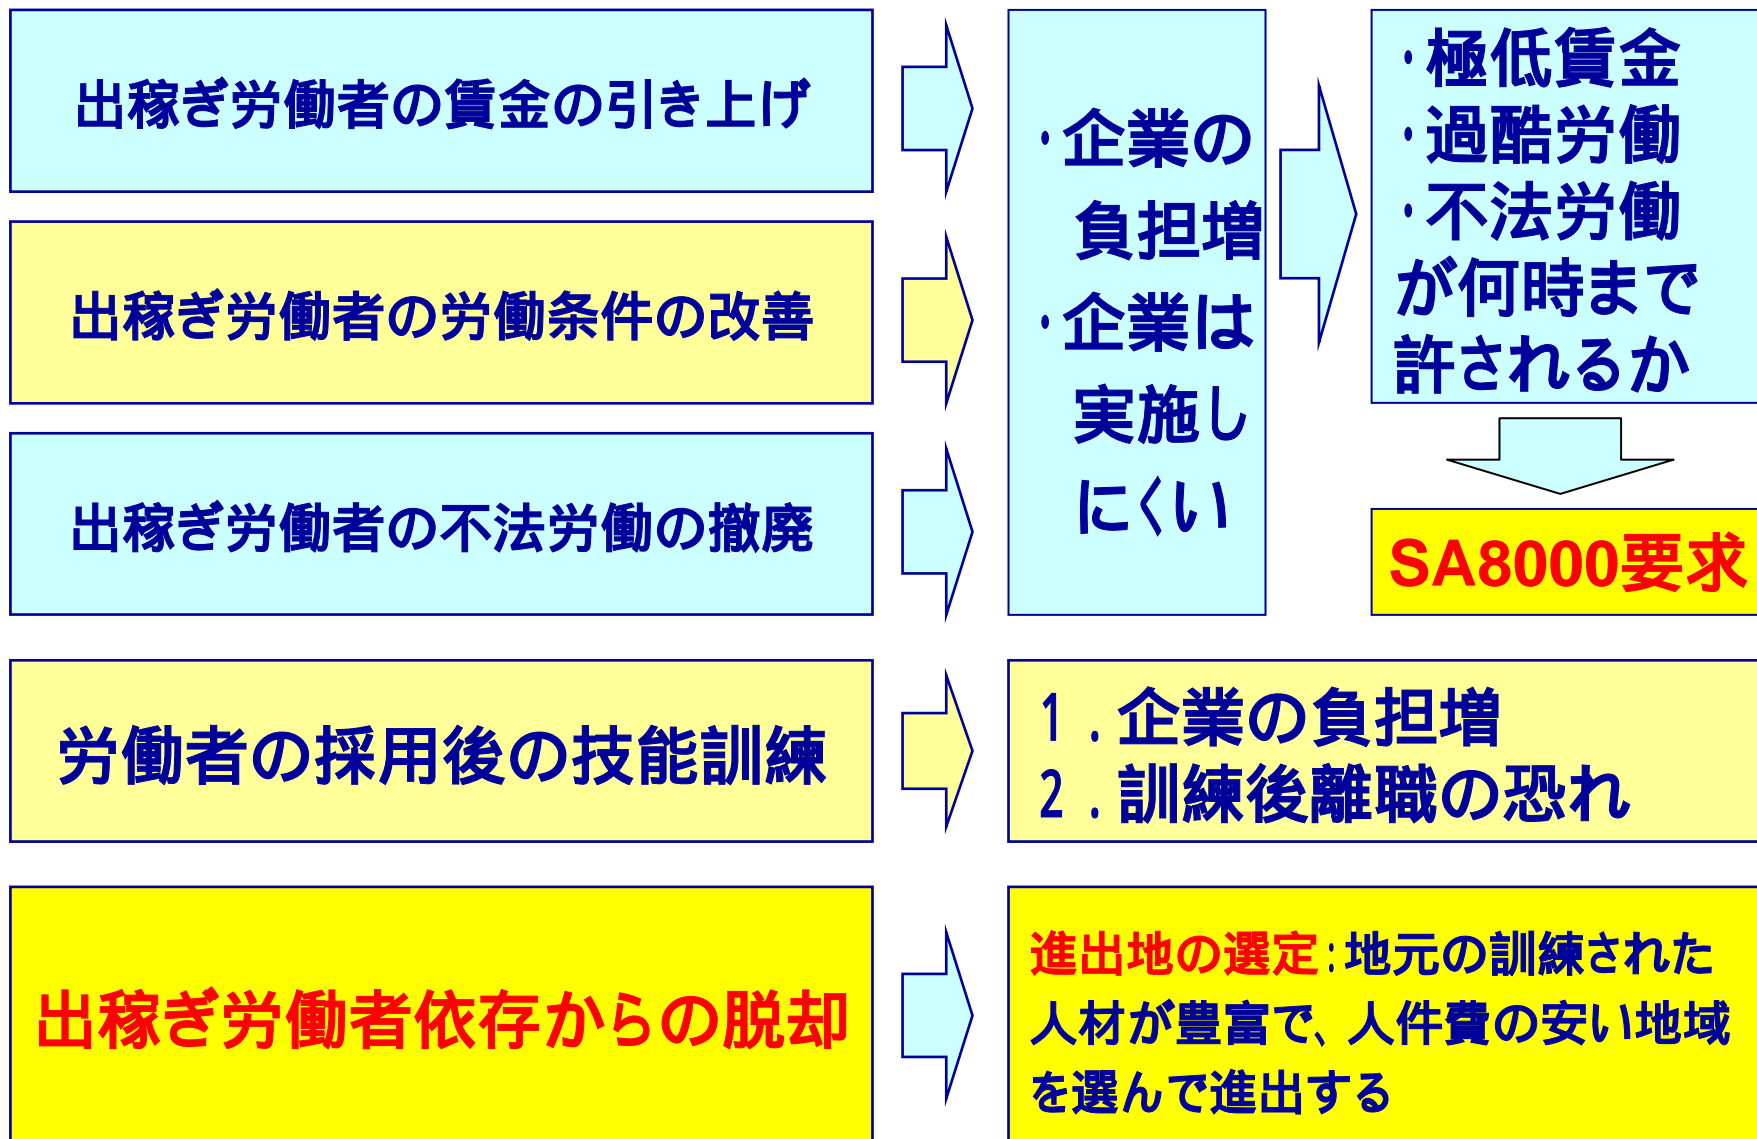 出稼ぎ労働者の賃金の引き上げ
出稼ぎ労働者の労働条件の改善
出稼ぎ労働者の不法労働の撤廃
・企業の
負担増
・企業は
実施し
にくい
・極低賃金
・過酷労働
・不法労働
が何時まで
許されるか
SA8000要求
労働者の採用後の技能訓練
1．企業の負担増
2．訓練後離職の恐れ
出稼ぎ労働者依存からの脱却
進出地の選定：地元の訓練された
人材が豊富で、人件費の安い地域
を選んで進出する